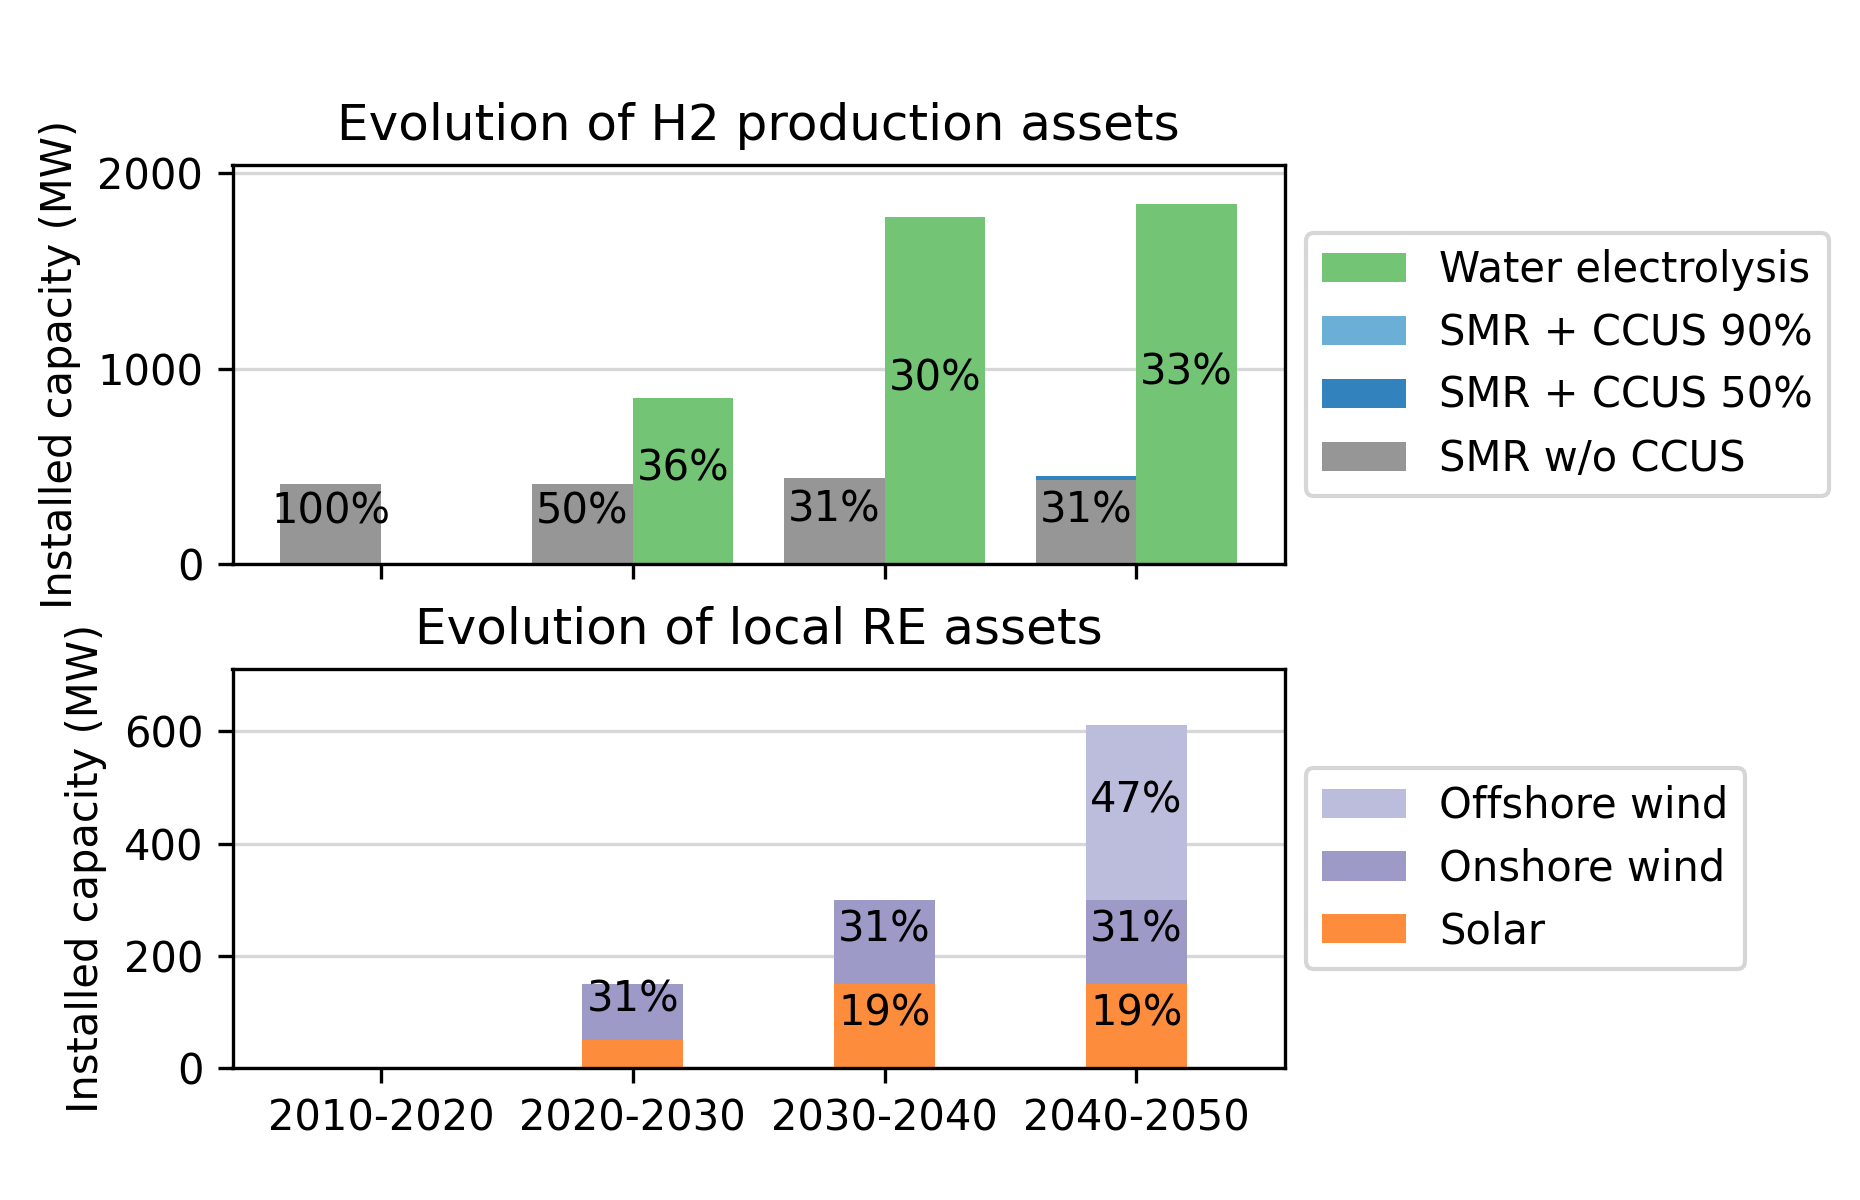 Evolution of H2 production assets
Installed capacity (MW)
2000
1000
0
100%
50%
36%
31%
30%
31%
33%
Water electrolysis
SMR + CCUS 90%
SMR + CCUS 50%
SMR w/o CCUS
Evolution of local RE assets
Installed capacity (MW)
600
400
200
0
31%
31%
19%
47%
31%
19%
2010-2020 2020-2030 2030-2040 2040-2050
Offshore wind
Onshore wind
Solar